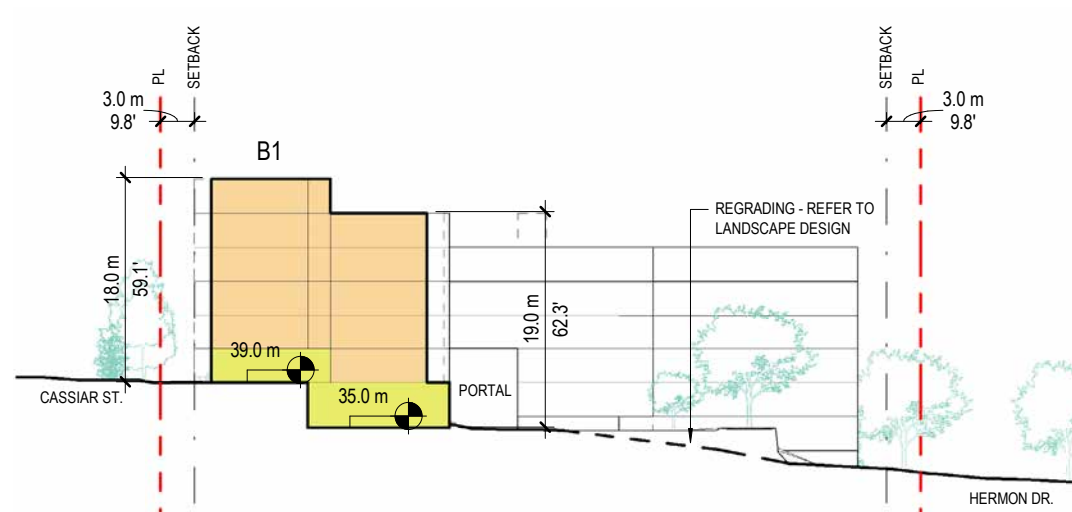 PL
SETBACK
3.0 m
9.8'
B1
SETBACK
PL
3.0 m
9.8'
REGRADING - REFER TO
LANDSCAPE DESIGN
18.0 m
59.1'
19.0 m
62.3'
39.0 m
35.0 m
PORTAL
CASSIAR ST.
HERMON DR.